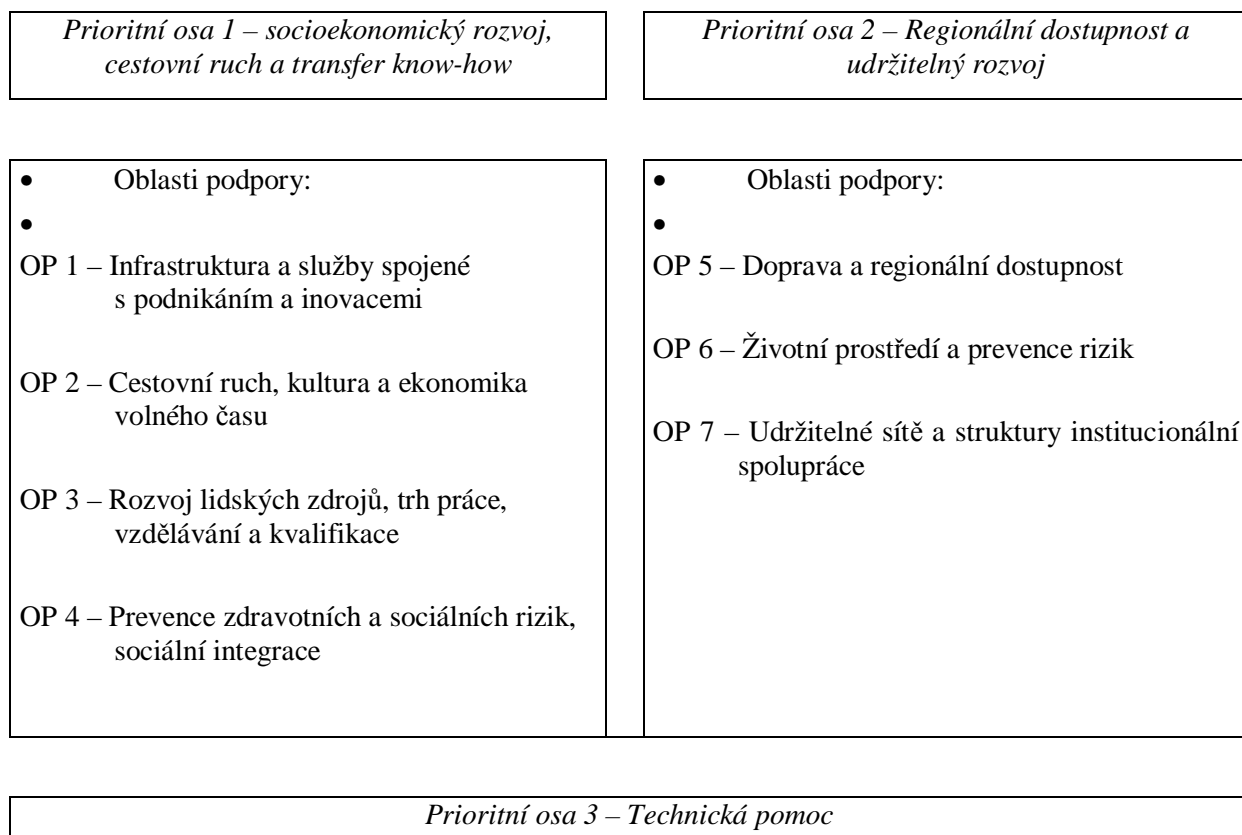 Prioritní osa 1 – socioekonomický rozvoj,
cestovní ruch a transfer know-how
Prioritní osa 2 – Regionální dostupnost a
udržitelný rozvoj
• Oblasti podpory:
•
OP 1 – Infrastruktura a služby spojené
s podnikáním a inovacemi
OP 2 – Cestovní ruch, kultura a ekonomika
volného času
OP 3 – Rozvoj lidských zdrojů, trh práce,
vzdělávání a kvalifikace
OP 4 – Prevence zdravotních a sociálních rizik,
sociální integrace
• Oblasti podpory:
•
OP 5 – Doprava a regionální dostupnost
OP 6 – Životní prostředí a prevence rizik
OP 7 – Udržitelné sítě a struktury institucionální
spolupráce
Prioritní osa 3 – Technická pomoc